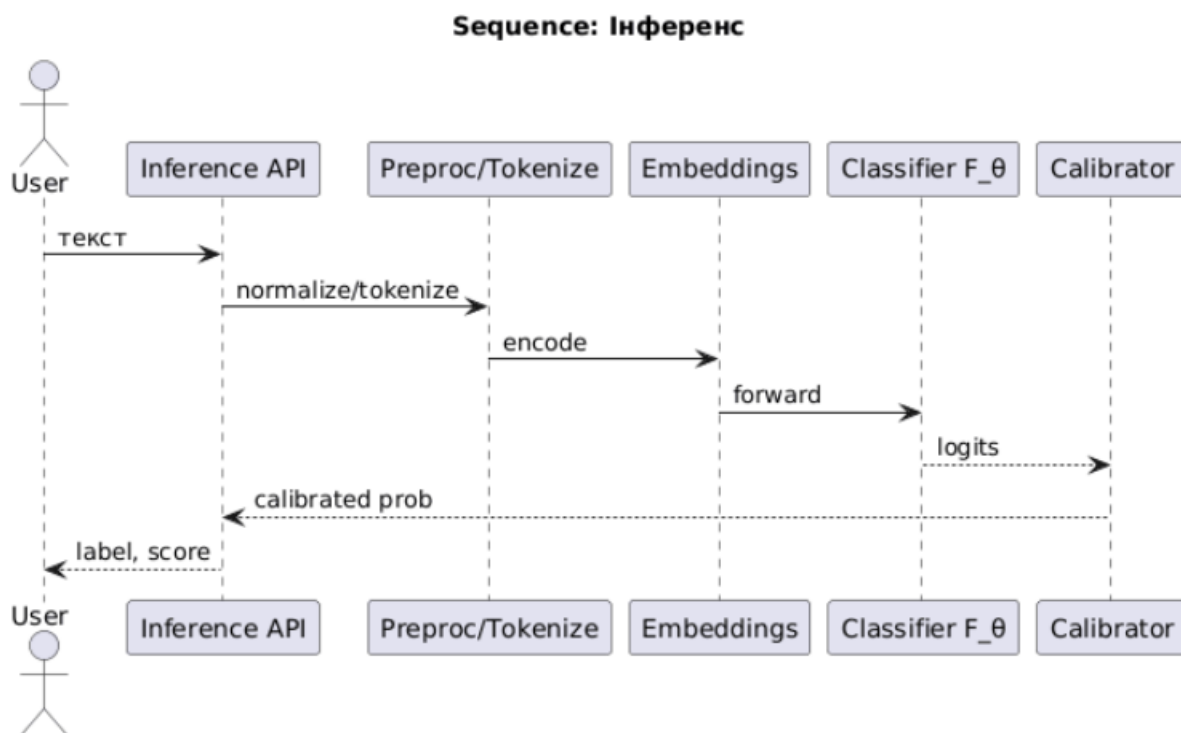 Sequence: Інференс
User
Inference API
Preproc/Tokenize
Embeddings
Classifier F_θ
Calibrator
текст
normalize/tokenize
encode
forward
logits
calibrated prob
label, score
User
Inference API
Preproc/Tokenize
Embeddings
Classifier F_θ
Calibrator